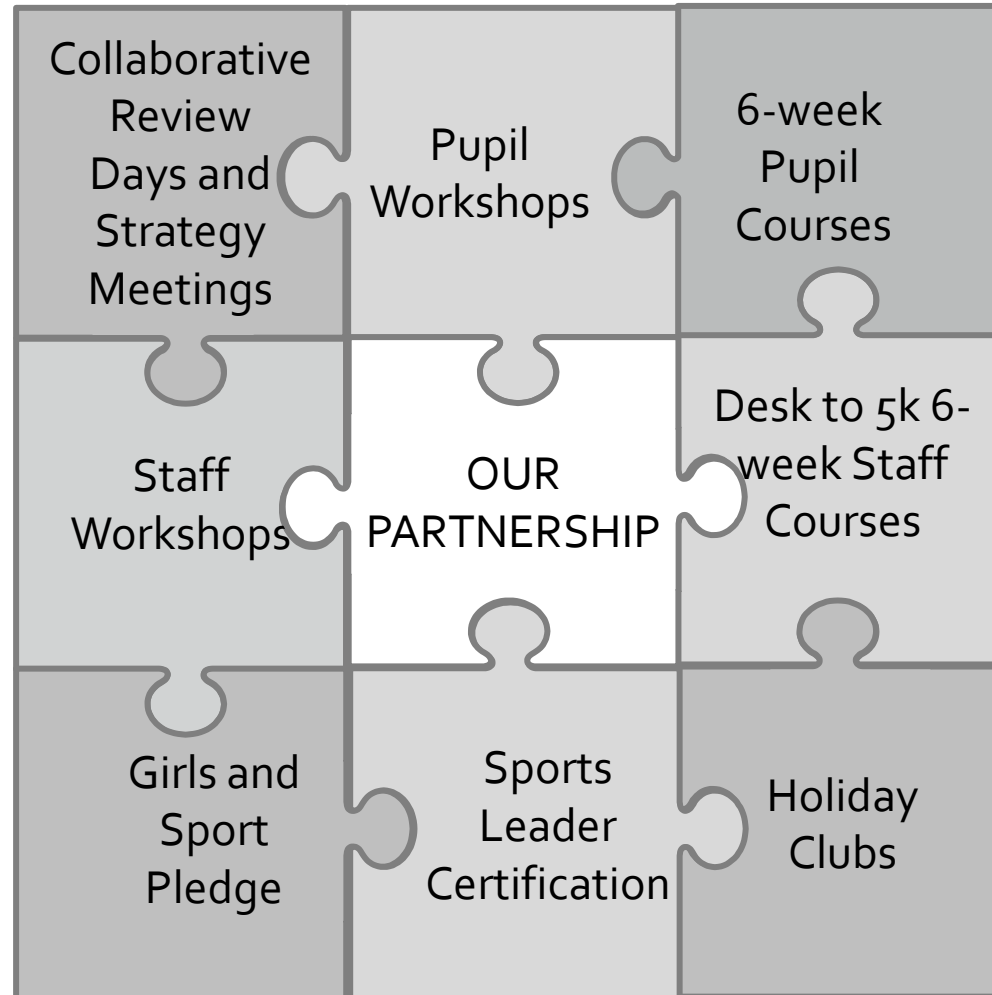 Collaborative
Review
Days and
Strategy
Meetings
Pupil
Workshops
6-week
Pupil
Courses
Staff
Workshops
OUR
PARTNERSHIP
Desk to 5k 6-
week Staff
Courses
Girls and
Sport
Pledge
Sports
Leader
Certification
Holiday
Clubs